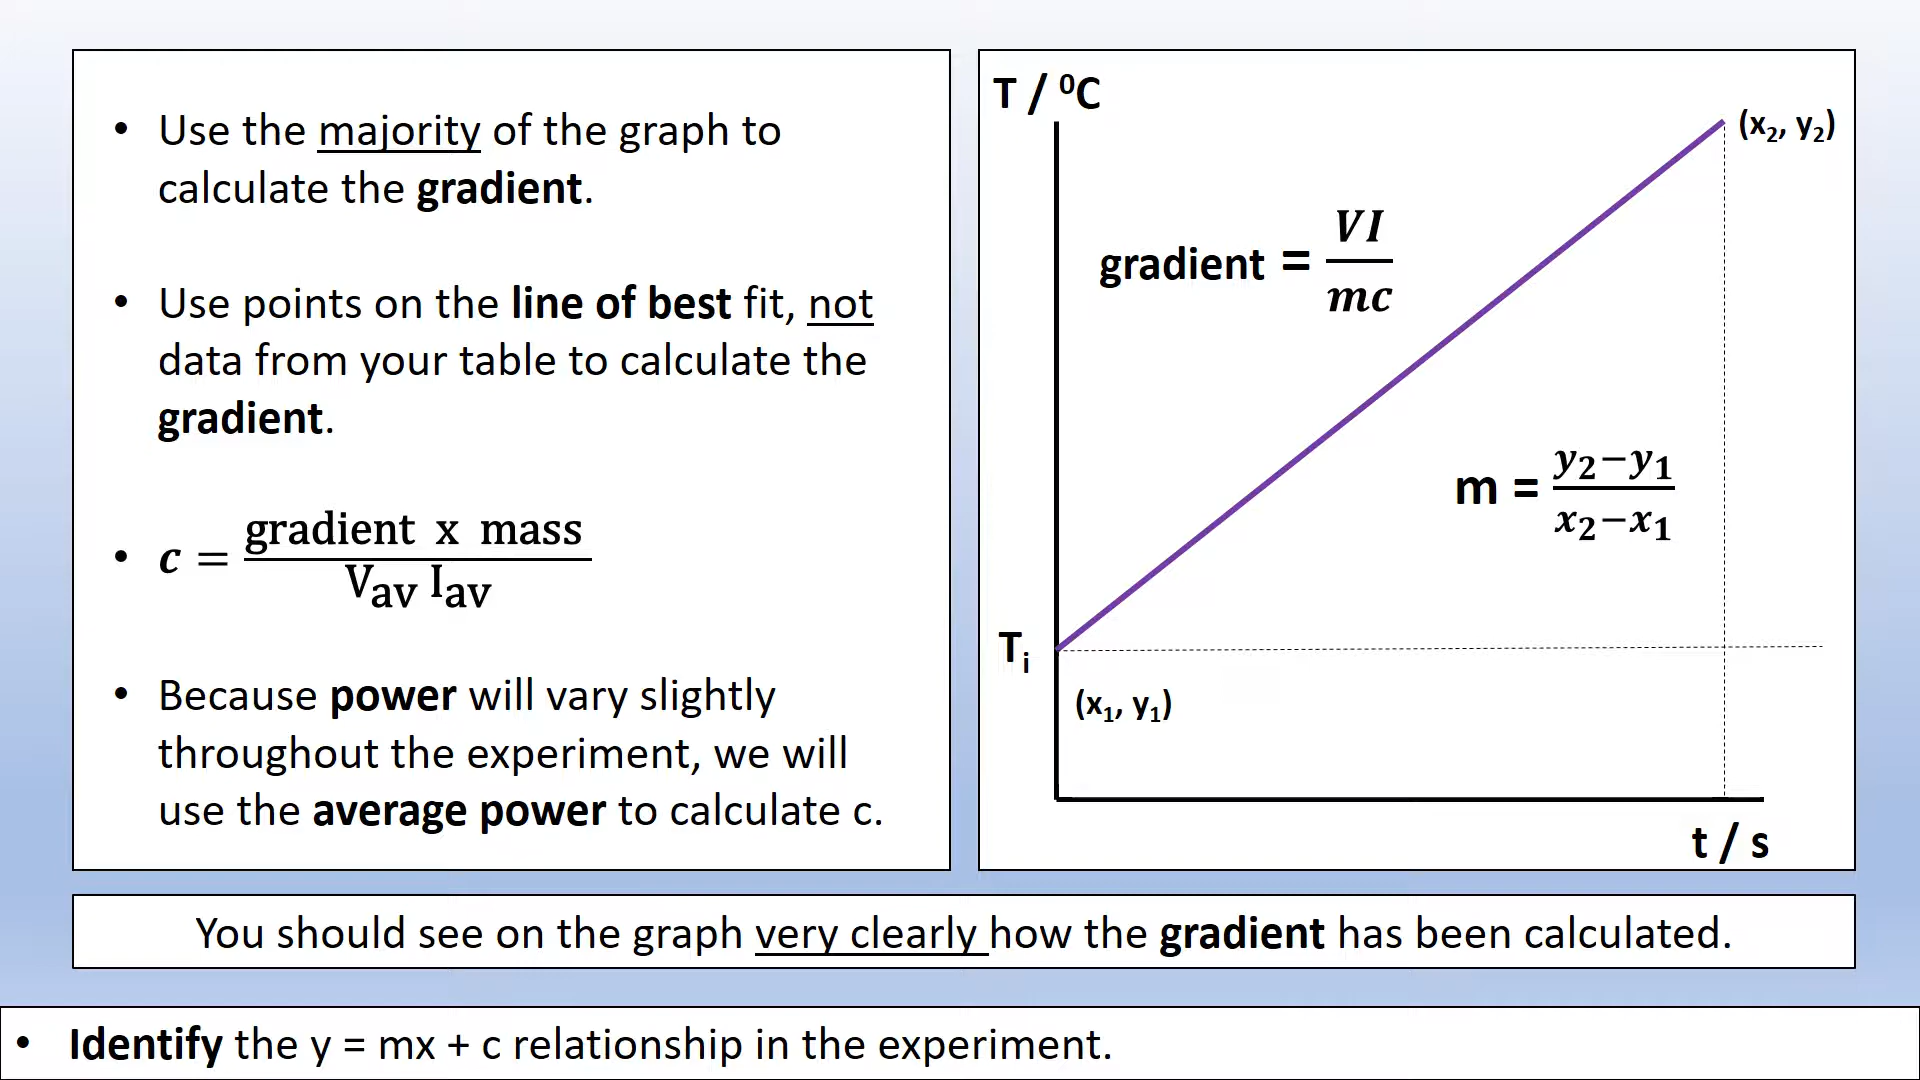 • Use the majority of the graph to
calculate the gradient.
• Use points on the line of best fit, not
data from your table to calculate the
gradient.
• c = gradient x mass / V_av I_av
• Because power will vary slightly
throughout the experiment, we will
use the average power to calculate c.
T / ⁰C
(x₂, y₂)
gradient = VI / mc
m = y₂−y₁ / x₂−x₁
Tᵢ
(x₁, y₁)
t / s
You should see on the graph very clearly how the gradient has been calculated.
• Identify the y = mx + c relationship in the experiment.